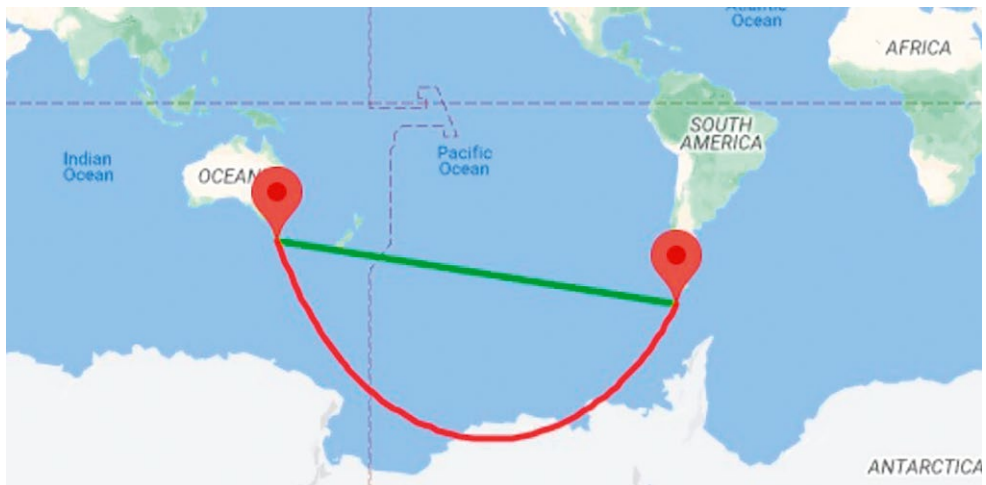 Atlantic
Ocean
AFRICA
SOUTH
AMERICA
Indian
Ocean
Pacific
Ocean
OCEAN
ANTARCTICA